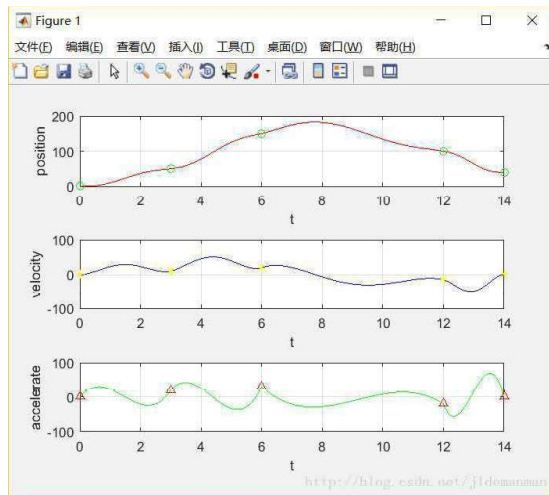 Figure 1
文件(F) 编辑(E) 查看(V) 插入(I) 工具(T) 桌面(D) 窗口(W) 帮助(H)
200
100
0
position
0 2 4 6 8 10 12 14
t
100
0
-100
velocity
0 2 4 6 8 10 12 14
t
100
0
-100
accelerate
0 2 4 6 8 10 12 14
t
http://blog.csdn.net/jldemanman